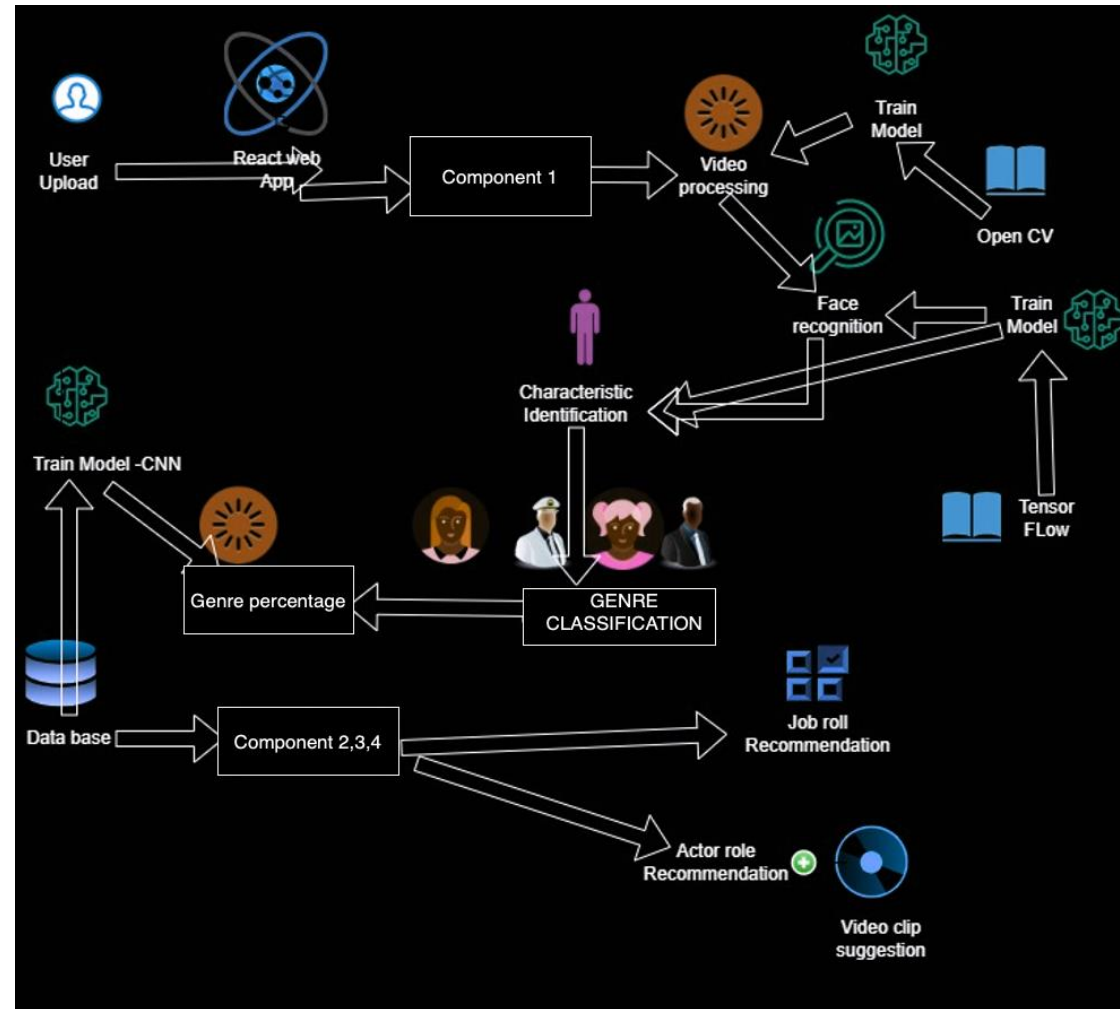 User
Upload
React web
App
Component 1
Video
processing
Train
Model
Open CV
Face
recognition
Train
Model
Characteristic
Identification
Tensor
FLow
Train Model -CNN
Genre percentage
GENRE
CLASSIFICATION
Data base
Component 2,3,4
Job roll
Recommendation
Actor role
Recommendation
Video clip
suggestion